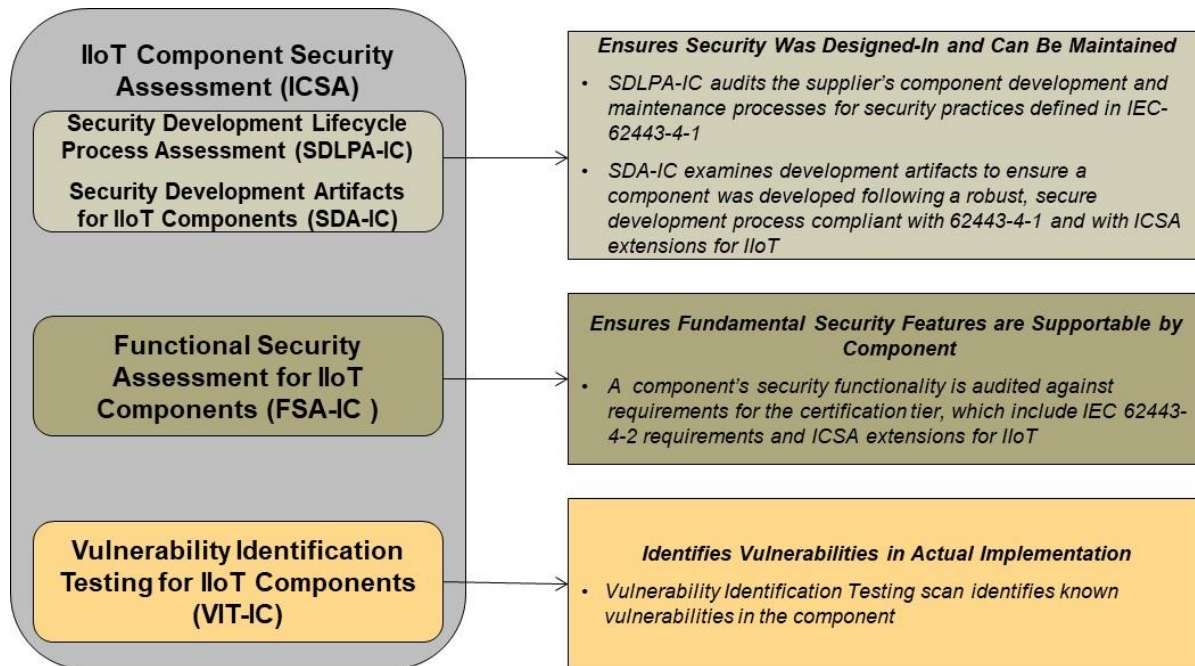 IIoT Component Security
Assessment (ICSA)
Security Development Lifecycle
Process Assessment (SDLPA-IC)
Security Development Artifacts
for IIoT Components (SDA-IC)
Ensures Security Was Designed-In and Can Be Maintained
• SDLPA-IC audits the supplier's component development and
maintenance processes for security practices defined in IEC-
62443-4-1
• SDA-IC examines development artifacts to ensure a
component was developed following a robust, secure
development process compliant with 62443-4-1 and with ICSA
extensions for IIoT
Functional Security
Assessment for IIoT
Components (FSA-IC )
Ensures Fundamental Security Features are Supportable by
Component
• A component's security functionality is audited against
requirements for the certification tier, which include IEC 62443-
4-2 requirements and ICSA extensions for IIoT
Vulnerability Identification
Testing for IIoT Components
(VIT-IC)
Identifies Vulnerabilities in Actual Implementation
• Vulnerability Identification Testing scan identifies known
vulnerabilities in the component